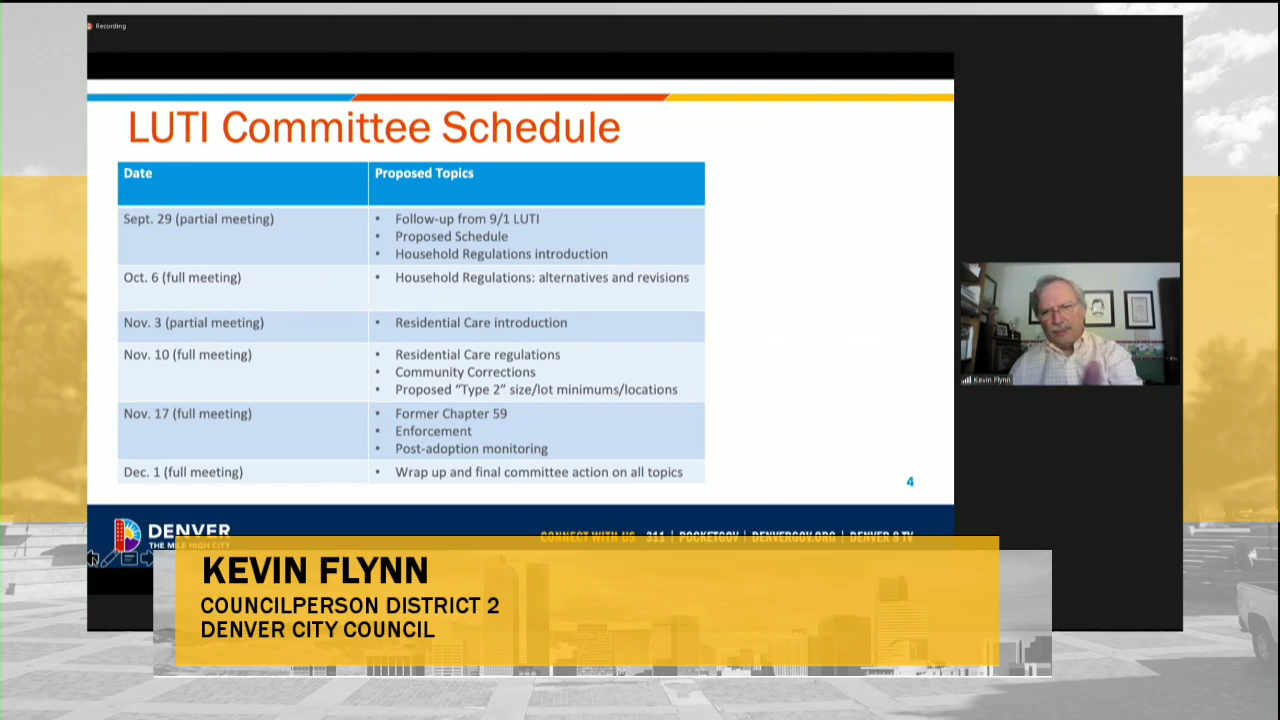 Recording
LUTI Committee Schedule
Date
Proposed Topics
Sept. 29 (partial meeting)
• Follow-up from 9/1 LUTI
• Proposed Schedule
• Household Regulations introduction
Oct. 6 (full meeting)
• Household Regulations: alternatives and revisions
Nov. 3 (partial meeting)
• Residential Care introduction
Nov. 10 (full meeting)
• Residential Care regulations
• Community Corrections
• Proposed “Type 2” size/lot minimums/locations
Nov. 17 (full meeting)
• Former Chapter 59
• Enforcement
• Post-adoption monitoring
Dec. 1 (full meeting)
• Wrap up and final committee action on all topics
4
Kevin Flynn
DENVER
THE MILE HIGH CITY
CONNECT WITH US 311 | POCKETGOV | DENVERGOV.ORG | DENVER 8 TV
KEVIN FLYNN
COUNCILPERSON DISTRICT 2
DENVER CITY COUNCIL